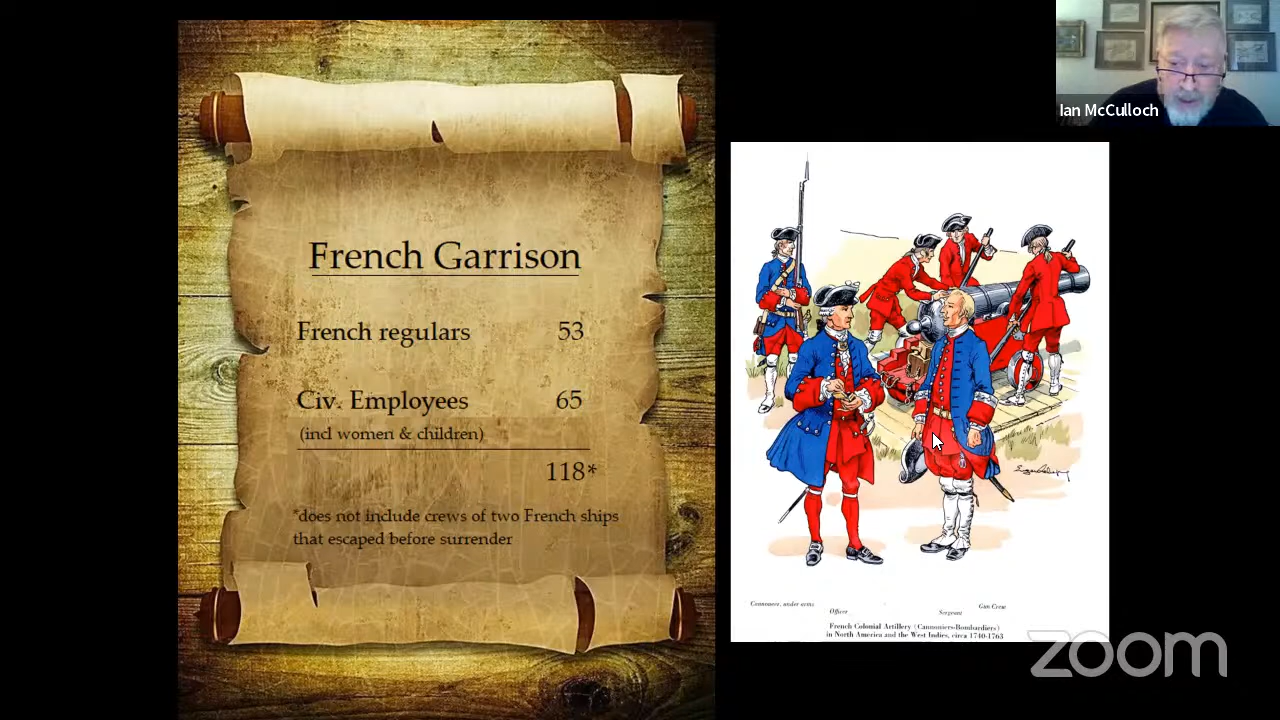 Ian McCulloch
French Garrison
French regulars 53
Civ. Employees 65
(incl women & children)
118*
*does not include crews of two French ships
that escaped before surrender
Cannoneer, under arms
Officer
Sergeant
Gun Crew
French Colonial Artillery (Cannoniers-Bombardiers)
in North America and the West Indies, circa 1740-1763
zoom